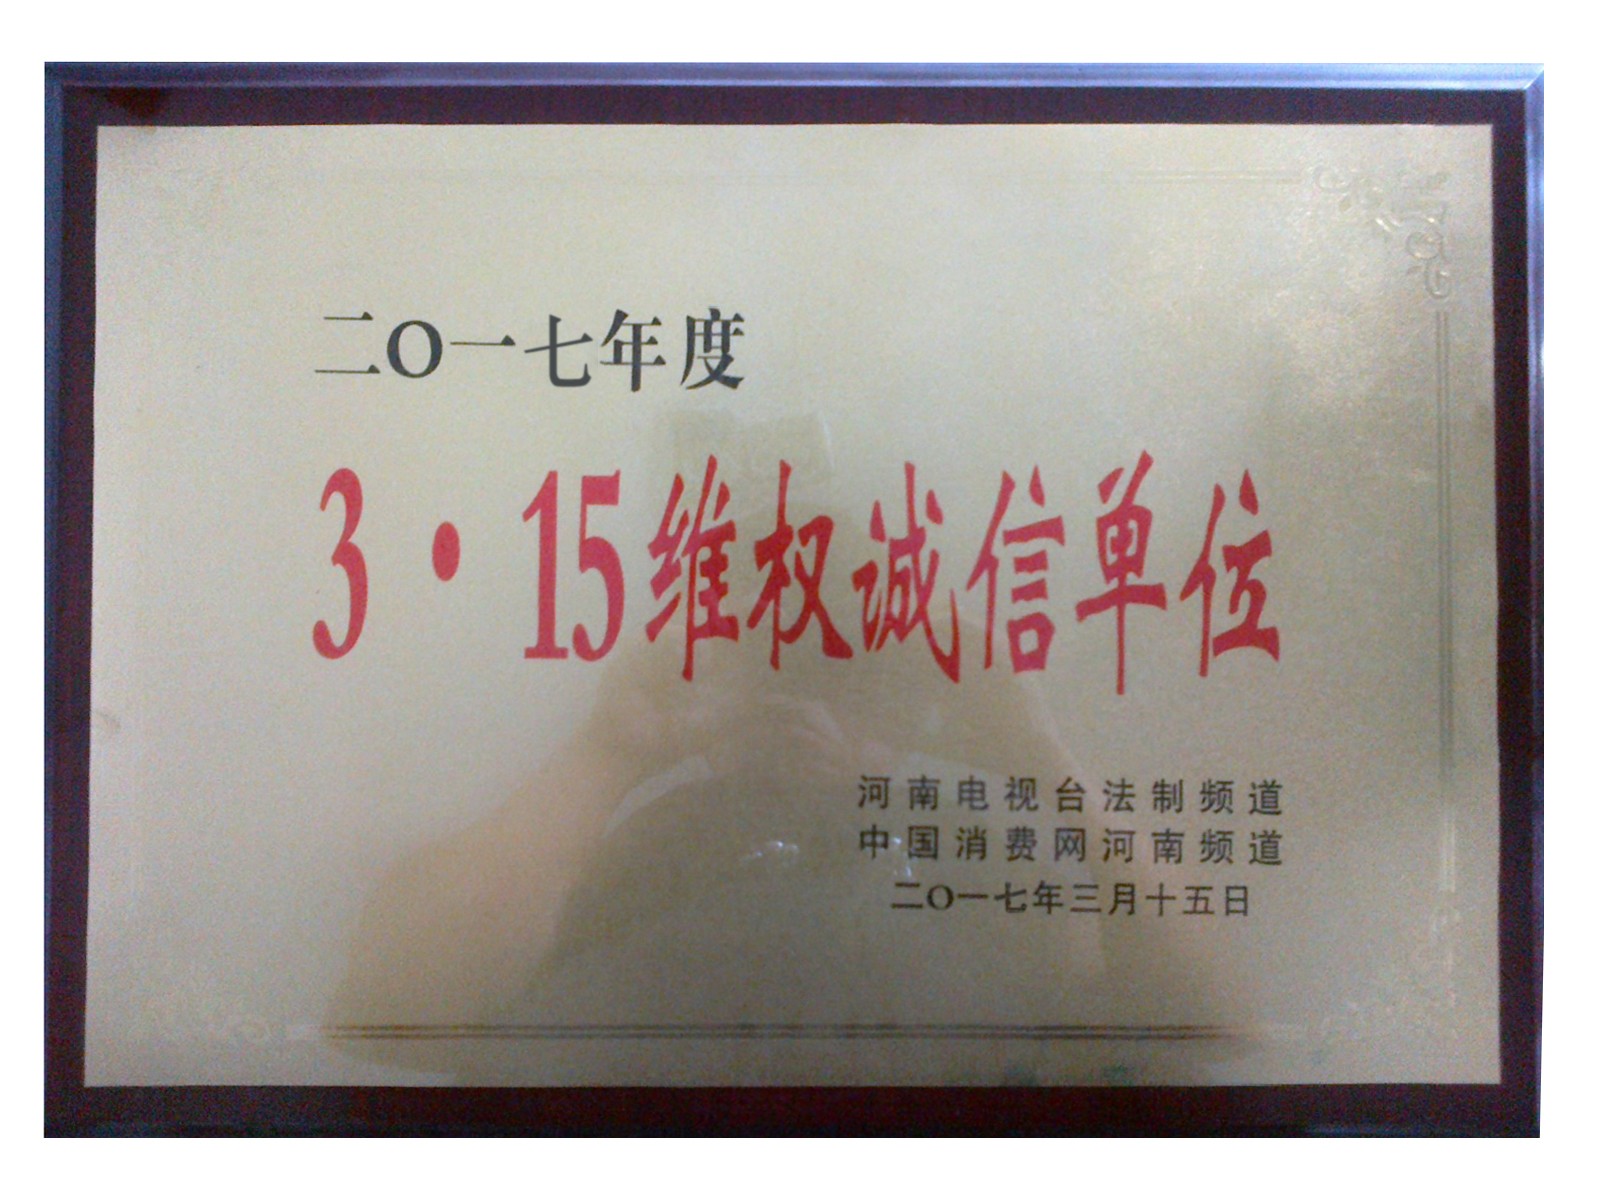 二O一七年度
3·15维权诚信单位
河南电视台法制频道
中国消费网河南频道
二O一七年三月十五日